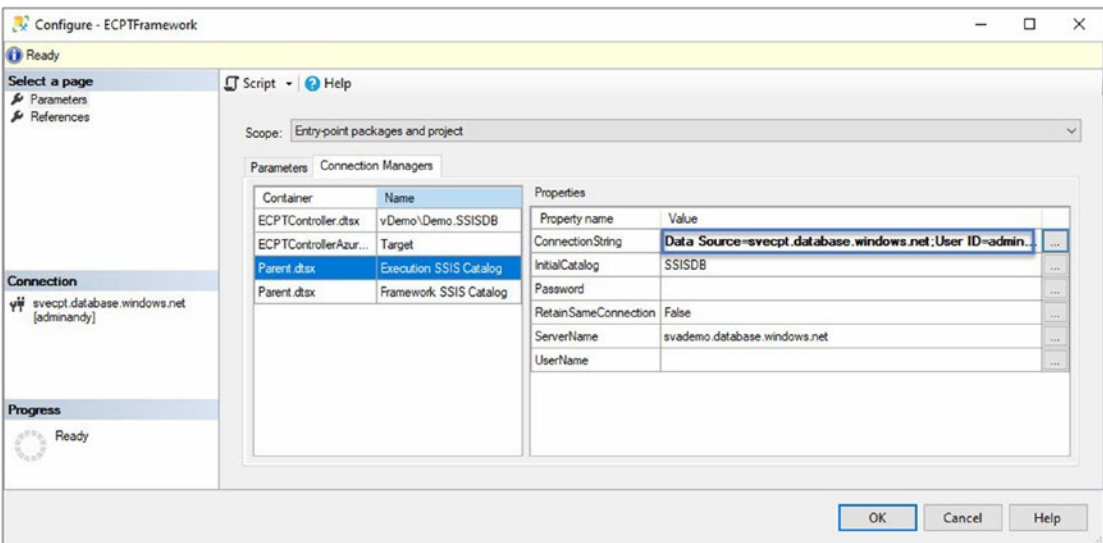 Configure - ECPTFramework
Ready
Select a page
Parameters
References
Script Help
Scope: Entry-point packages and project
Parameters Connection Managers
Container Name
ECPTController.dtsx vDemo\Demo.SSISDB
ECPTControllerAzur... Target
Parent.dtsx Execution SSIS Catalog
Parent.dtsx Framework SSIS Catalog
Properties
Property name Value
ConnectionString Data Source=svecpt.database.windows.net;User ID=admin... ...
InitialCatalog SSISDB ...
Password ...
RetainSameConnection False ...
ServerName svademo.database.windows.net ...
UserName ...
Connection
svecpt.database.windows.net
[adminandy]
Progress
Ready
OK Cancel Help